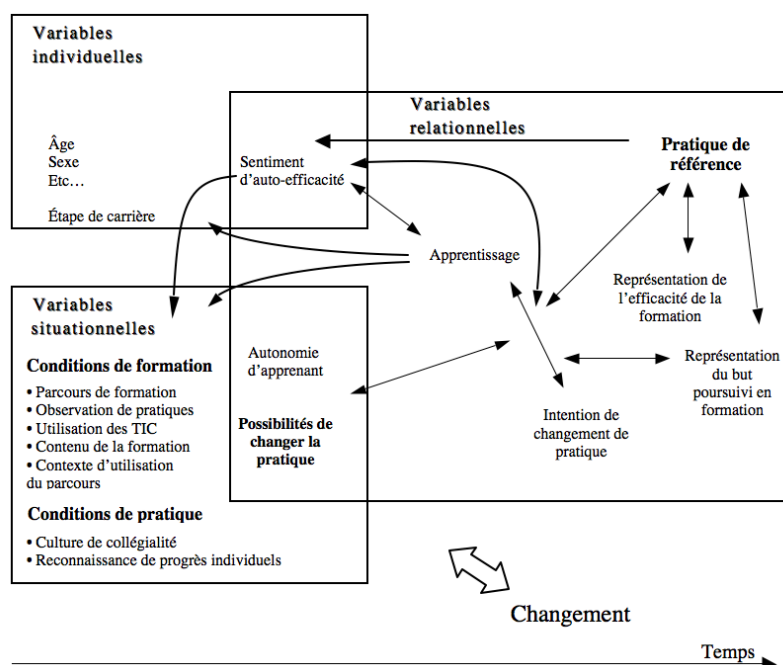 Variables
individuelles
Âge
Sexe
Etc…
Étape de carrière
Variables
relationnelles
Sentiment
d’auto-efficacité
Pratique de
référence
Apprentissage
Représentation de
l’efficacité de la
formation
Variables
situationnelles
Conditions de formation
• Parcours de formation
• Observation de pratiques
• Utilisation des TIC
• Contenu de la formation
• Contexte d’utilisation
du parcours
Conditions de pratique
• Culture de collégialité
• Reconnaissance de progrès individuels
Autonomie
d’apprenant
Possibilités de
changer la
pratique
Intention de
changement de
pratique
Représentation
du but
poursuivi en
formation
Changement
Temps